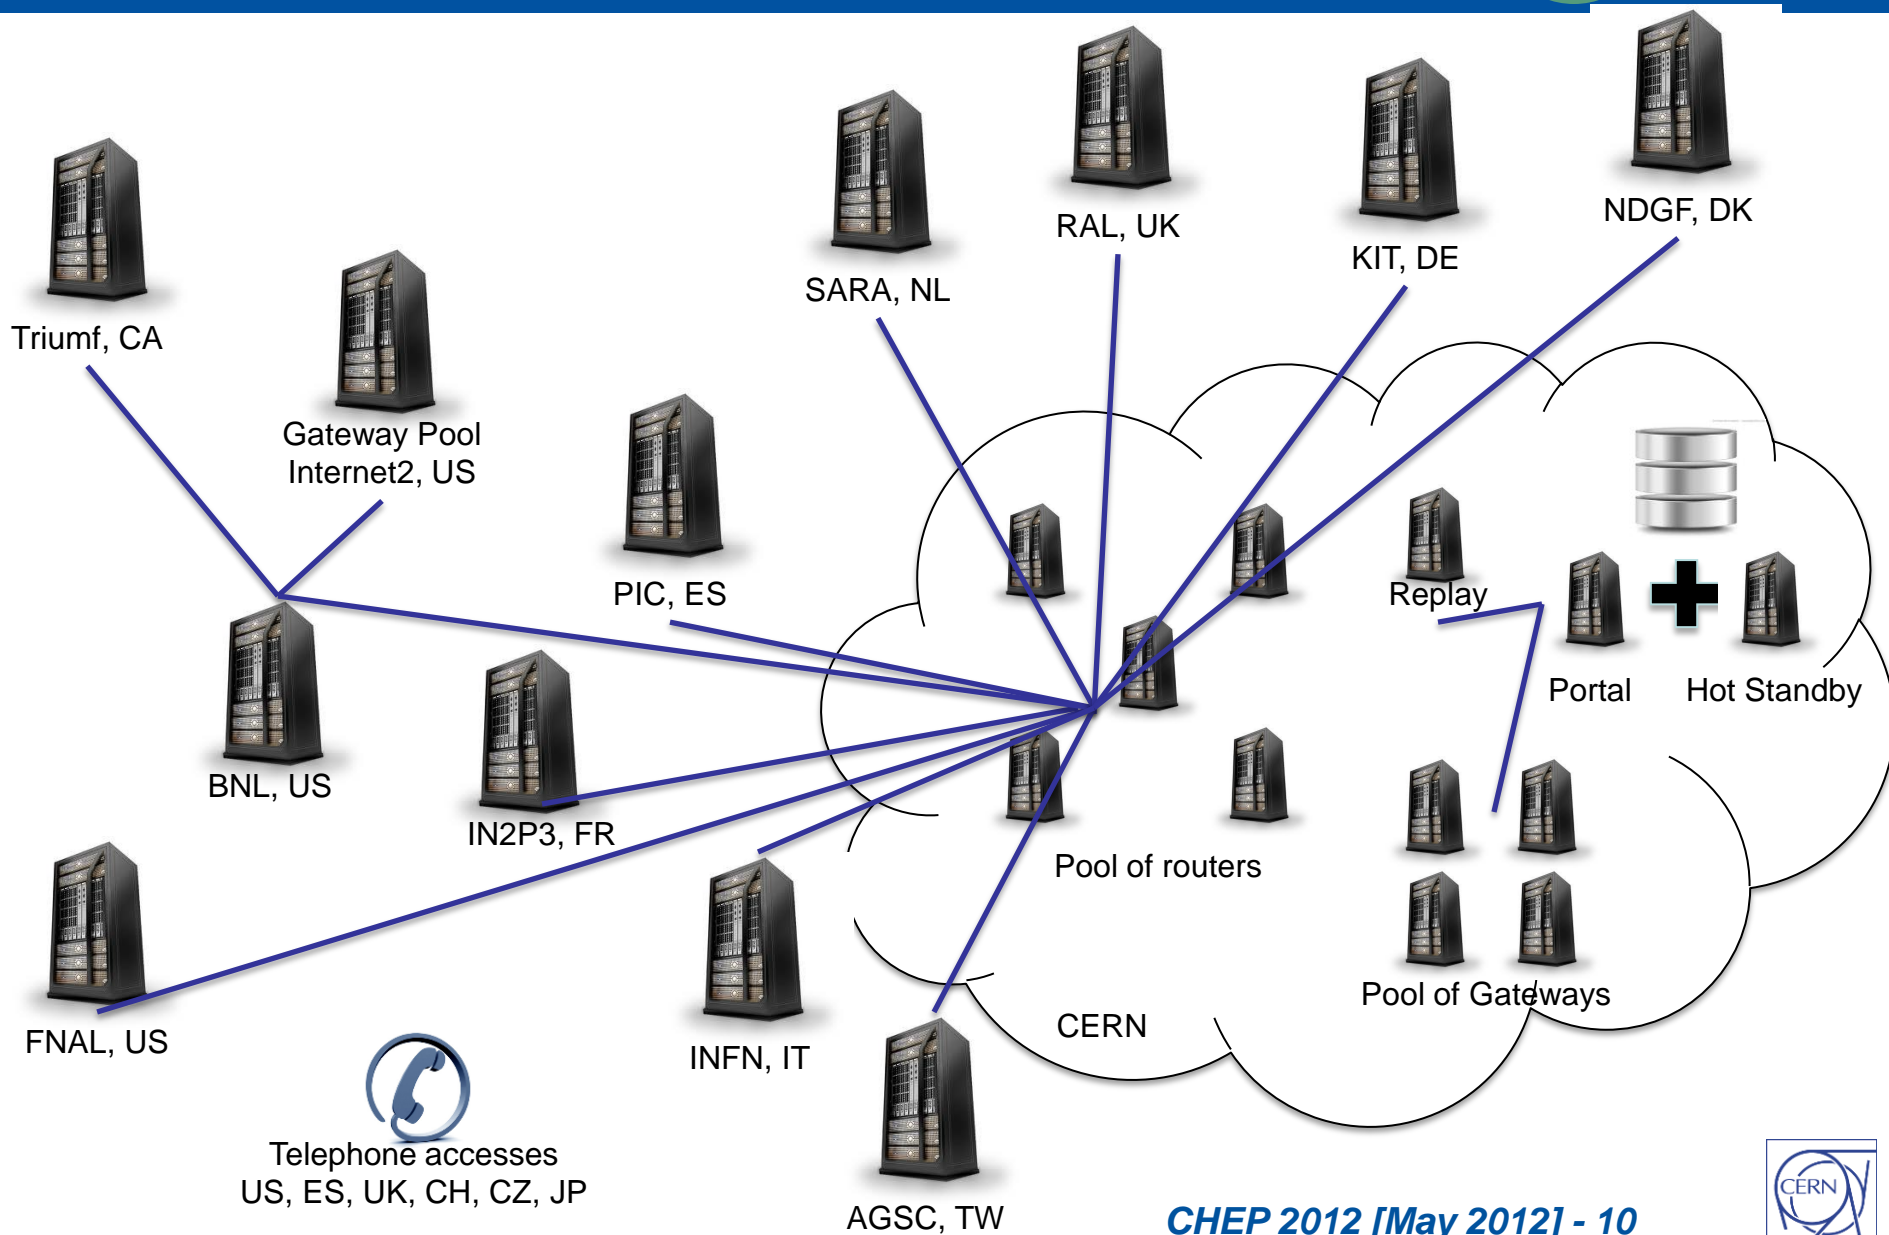 NDGF, DK
RAL, UK
KIT, DE
SARA, NL
Triumf, CA
Gateway Pool
Internet2, US
PIC, ES
Replay
Portal
Hot Standby
BNL, US
IN2P3, FR
Pool of routers
Pool of Gateways
CERN
FNAL, US
INFN, IT
Telephone accesses
US, ES, UK, CH, CZ, JP
AGSC, TW
CHEP 2012 [May 2012] - 10
CERN